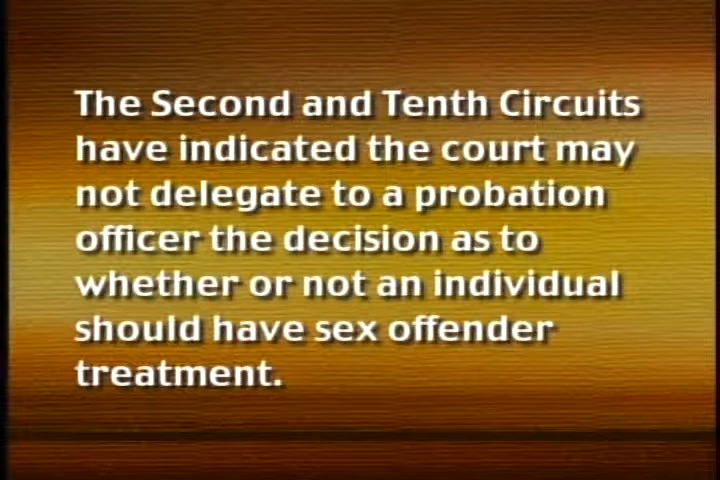 The Second and Tenth Circuits
have indicated the court may
not delegate to a probation
officer the decision as to
whether or not an individual
should have sex offender
treatment.